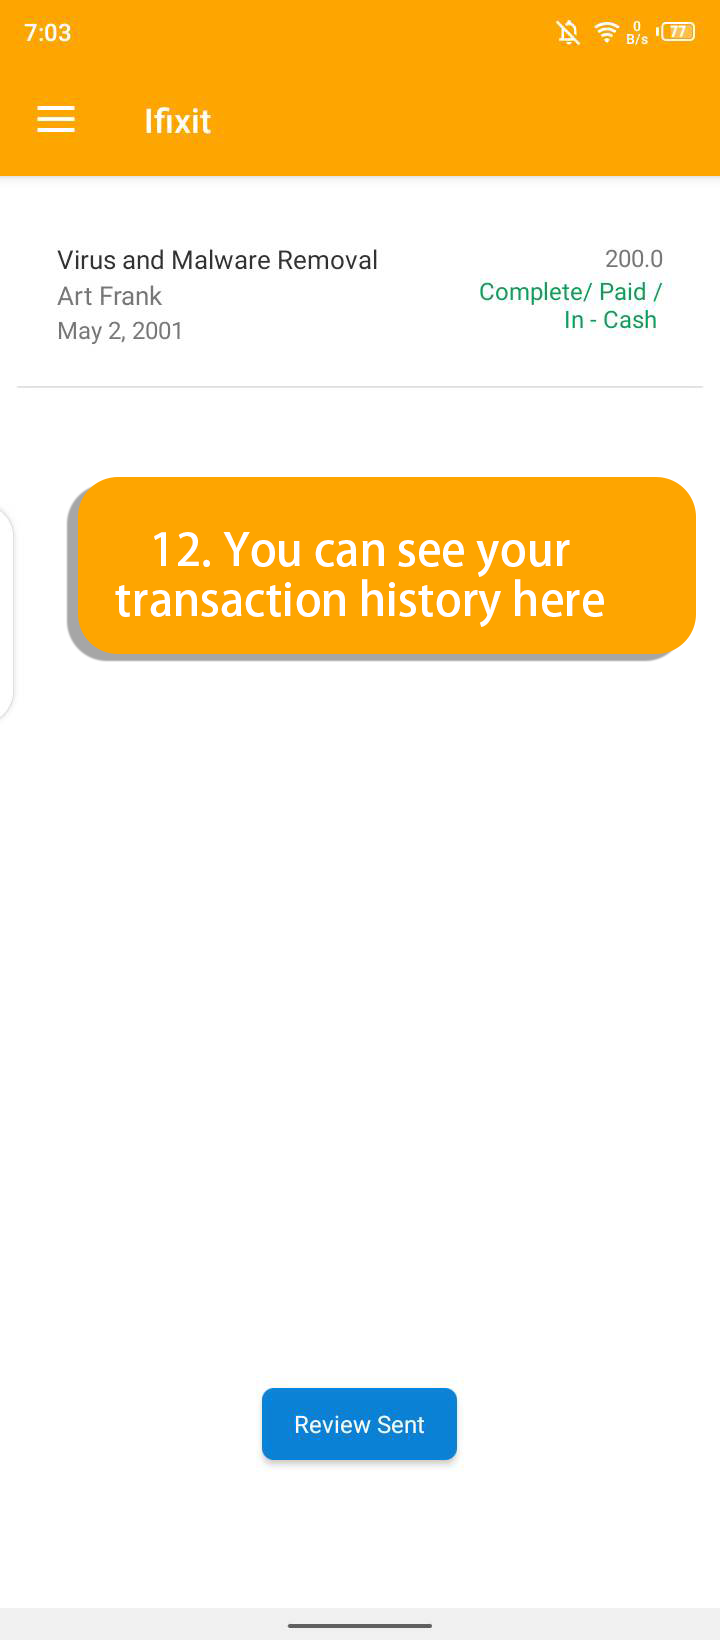 7:03
0
B/s
77
Ifixit
Virus and Malware Removal
200.0
Art Frank
Complete/ Paid /
In - Cash
May 2, 2001
12. You can see your
transaction history here
Review Sent